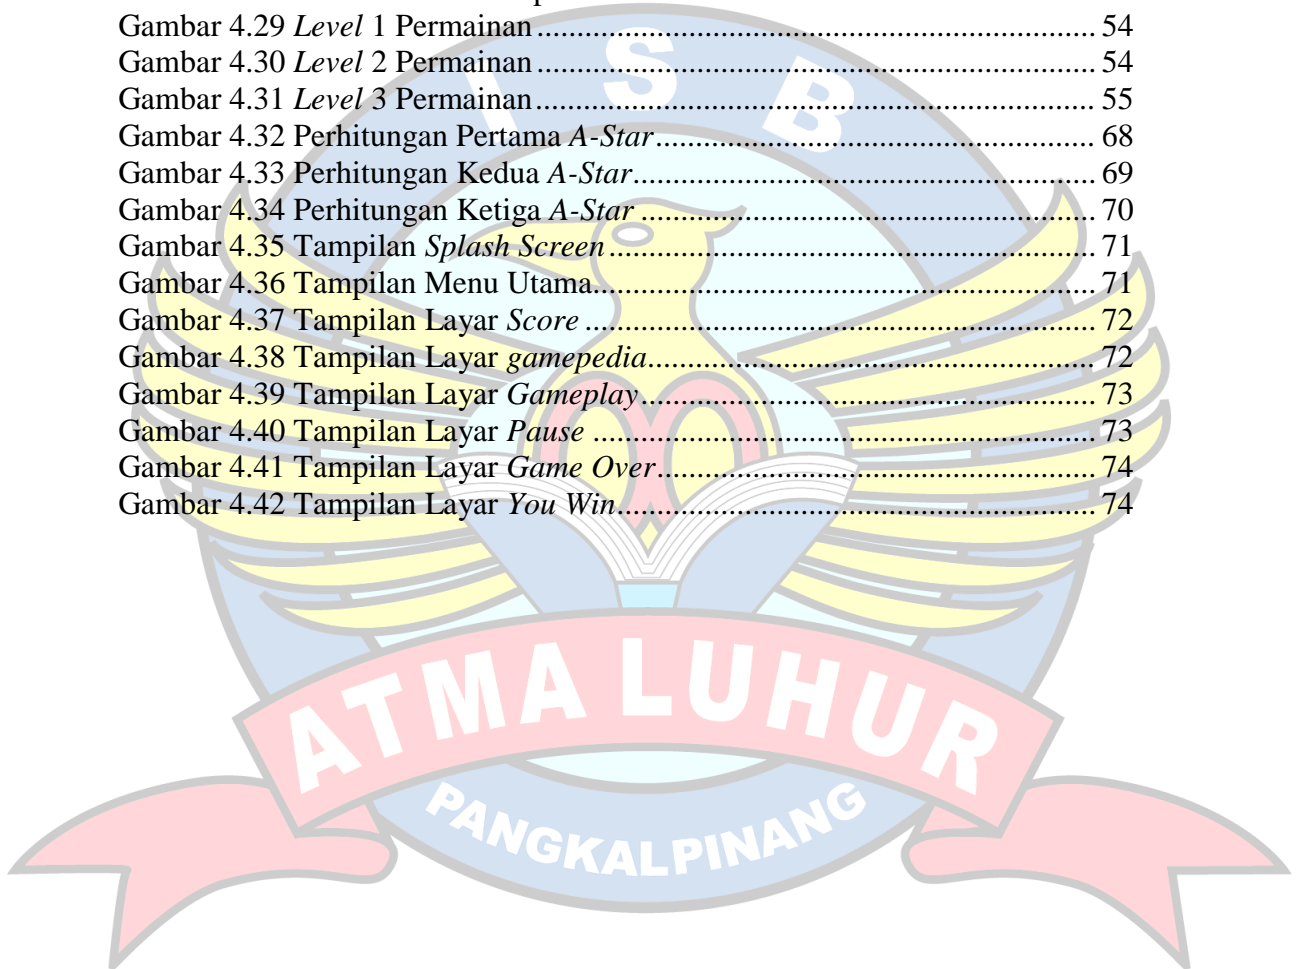 Gambar 4.29 Level 1 Permainan ........................................................................ 54
Gambar 4.30 Level 2 Permainan ........................................................................ 54
Gambar 4.31 Level 3 Permainan ........................................................................ 55
Gambar 4.32 Perhitungan Pertama A-Star ......................................................... 68
Gambar 4.33 Perhitungan Kedua A-Star ............................................................ 69
Gambar 4.34 Perhitungan Ketiga A-Star ........................................................... 70
Gambar 4.35 Tampilan Splash Screen ............................................................... 71
Gambar 4.36 Tampilan Menu Utama ................................................................. 71
Gambar 4.37 Tampilan Layar Score .................................................................. 72
Gambar 4.38 Tampilan Layar gamepedia .......................................................... 72
Gambar 4.39 Tampilan Layar Gameplay ........................................................... 73
Gambar 4.40 Tampilan Layar Pause ................................................................. 73
Gambar 4.41 Tampilan Layar Game Over ......................................................... 74
Gambar 4.42 Tampilan Layar You Win .............................................................. 74
I S B
ATMA LUHUR
PANGKALPINANG